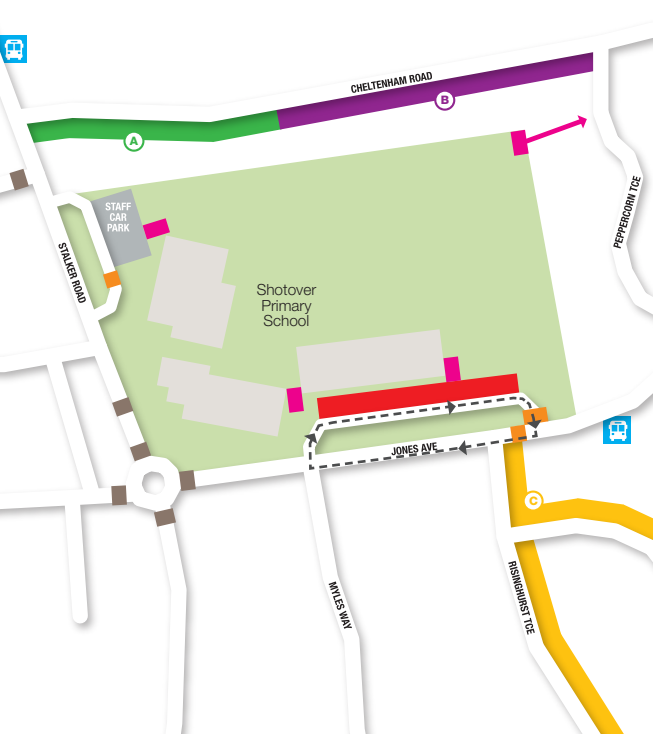 CHELTENHAM ROAD
B
A
STAFF
CAR
PARK
PEPPERCORN TCE
STALKER ROAD
Shotover
Primary
School
JONES AVE
C
MYLES WAY
RISINGHURST TCE